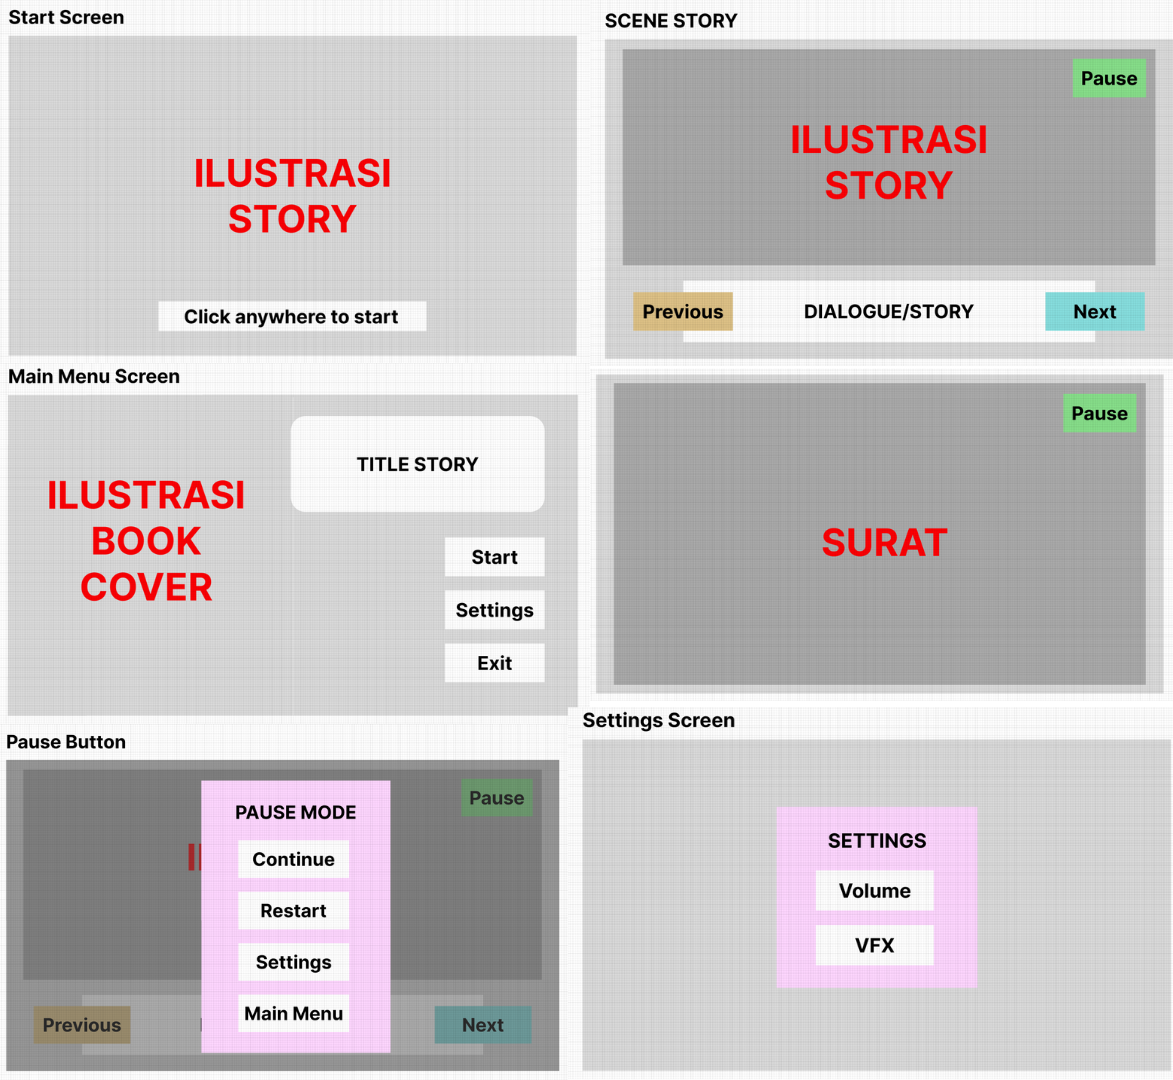 Start Screen
ILUSTRASI
STORY
Click anywhere to start
SCENE STORY
Pause
ILUSTRASI
STORY
Previous
DIALOGUE/STORY
Next
Main Menu Screen
ILUSTRASI
BOOK
COVER
TITLE STORY
Start
Settings
Exit
Pause
SURAT
Pause Button
Pause
PAUSE MODE
Continue
Restart
Settings
Main Menu
Previous
Next
Settings Screen
SETTINGS
Volume
VFX